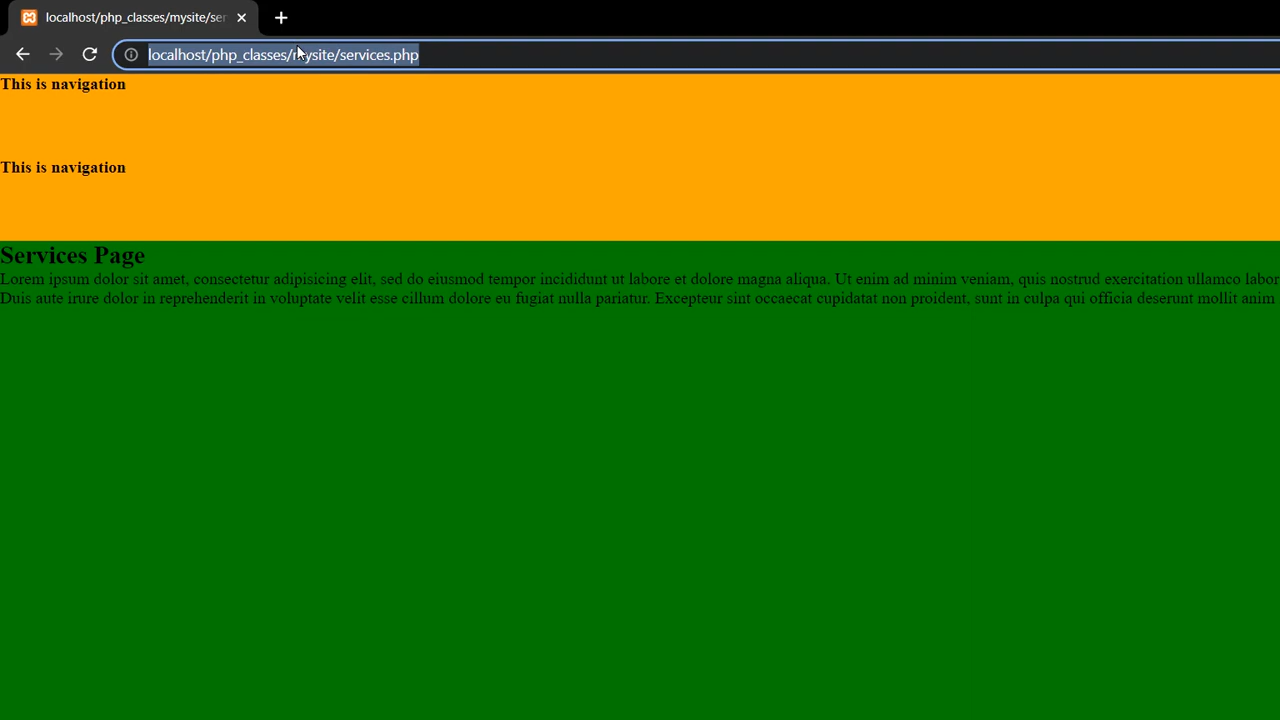 localhost/php_classes/mysite/ser
localhost/php_classes/mysite/services.php
This is navigation
This is navigation
Services Page
Lorem ipsum dolor sit amet, consectetur adipisicing elit, sed do eiusmod tempor incididunt ut labore et dolore magna aliqua. Ut enim ad minim veniam, quis nostrud exercitation ullamco labor
Duis aute irure dolor in reprehenderit in voluptate velit esse cillum dolore eu fugiat nulla pariatur. Excepteur sint occaecat cupidatat non proident, sunt in culpa qui officia deserunt mollit anim